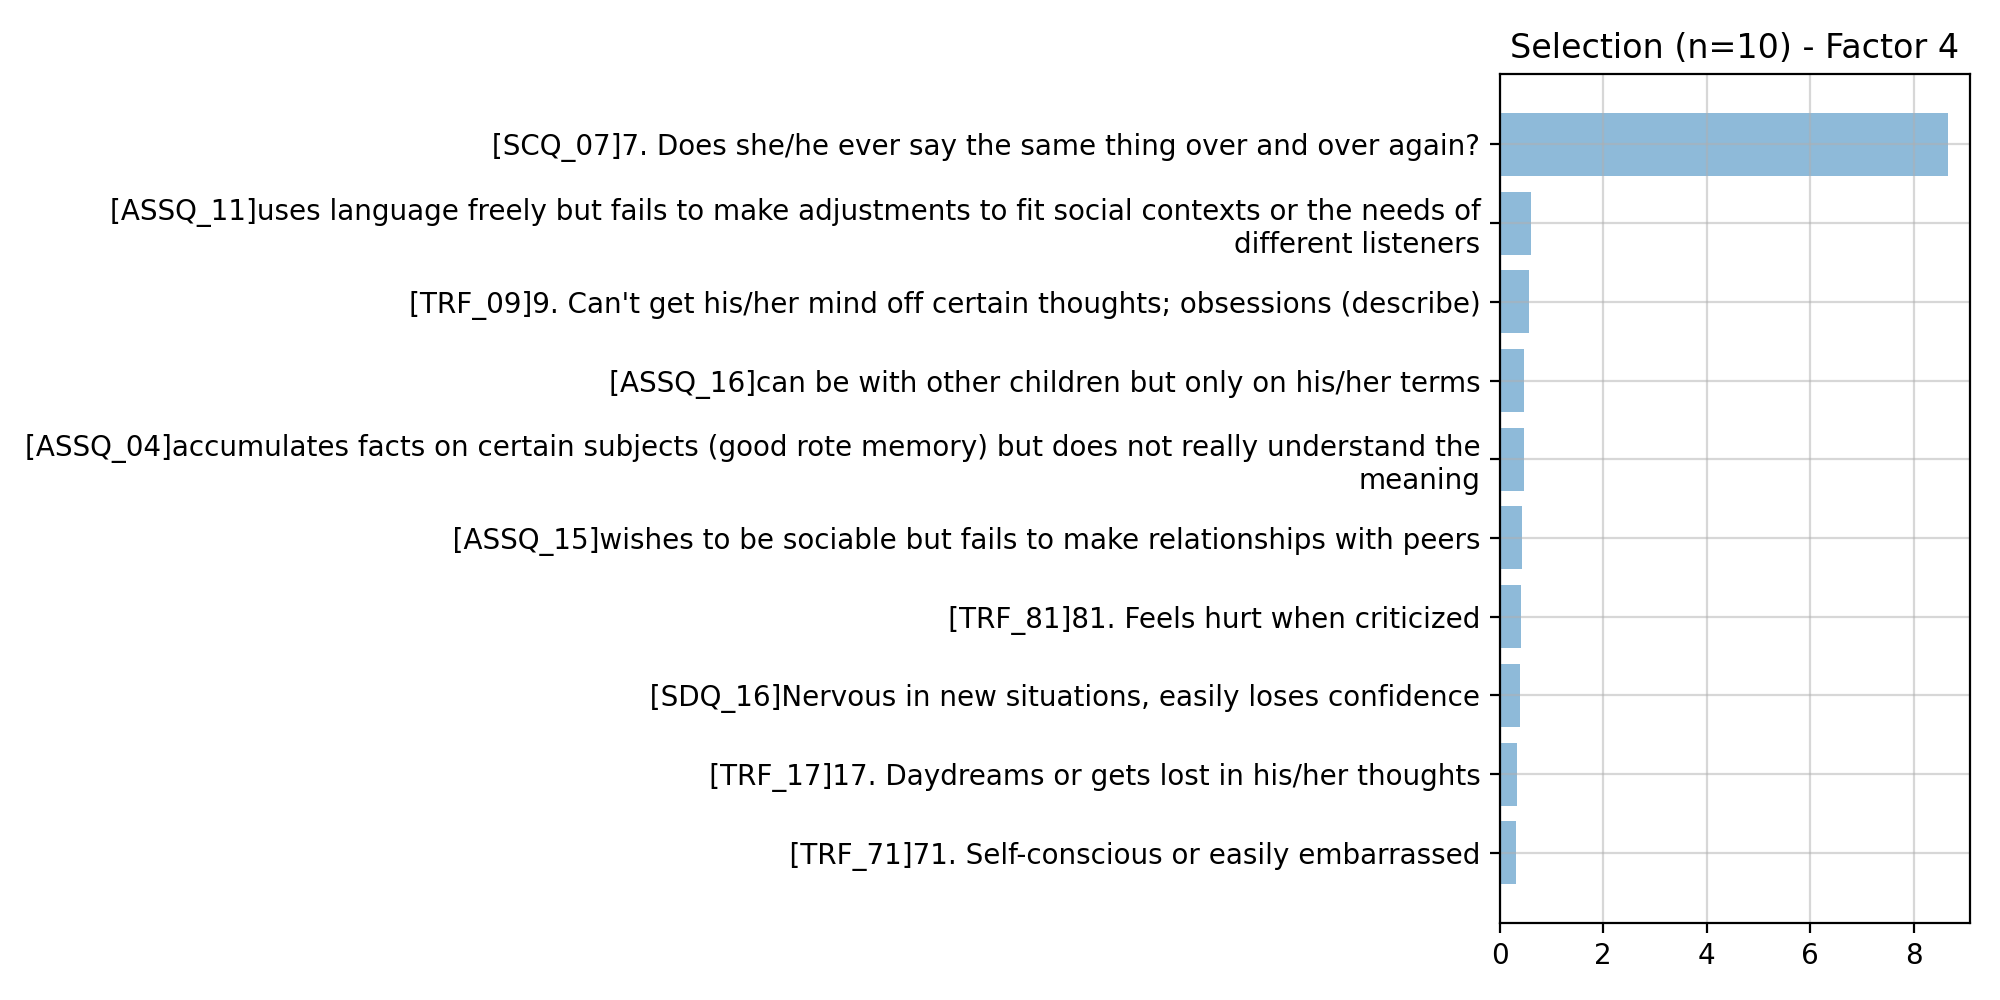 Selection (n=10) - Factor 4
[SCQ_07]7. Does she/he ever say the same thing over and over again?
[ASSQ_11]uses language freely but fails to make adjustments to fit social contexts or the needs of
different listeners
[TRF_09]9. Can't get his/her mind off certain thoughts; obsessions (describe)
[ASSQ_16]can be with other children but only on his/her terms
[ASSQ_04]accumulates facts on certain subjects (good rote memory) but does not really understand the
meaning
[ASSQ_15]wishes to be sociable but fails to make relationships with peers
[TRF_81]81. Feels hurt when criticized
[SDQ_16]Nervous in new situations, easily loses confidence
[TRF_17]17. Daydreams or gets lost in his/her thoughts
[TRF_71]71. Self-conscious or easily embarrassed
0 2 4 6 8